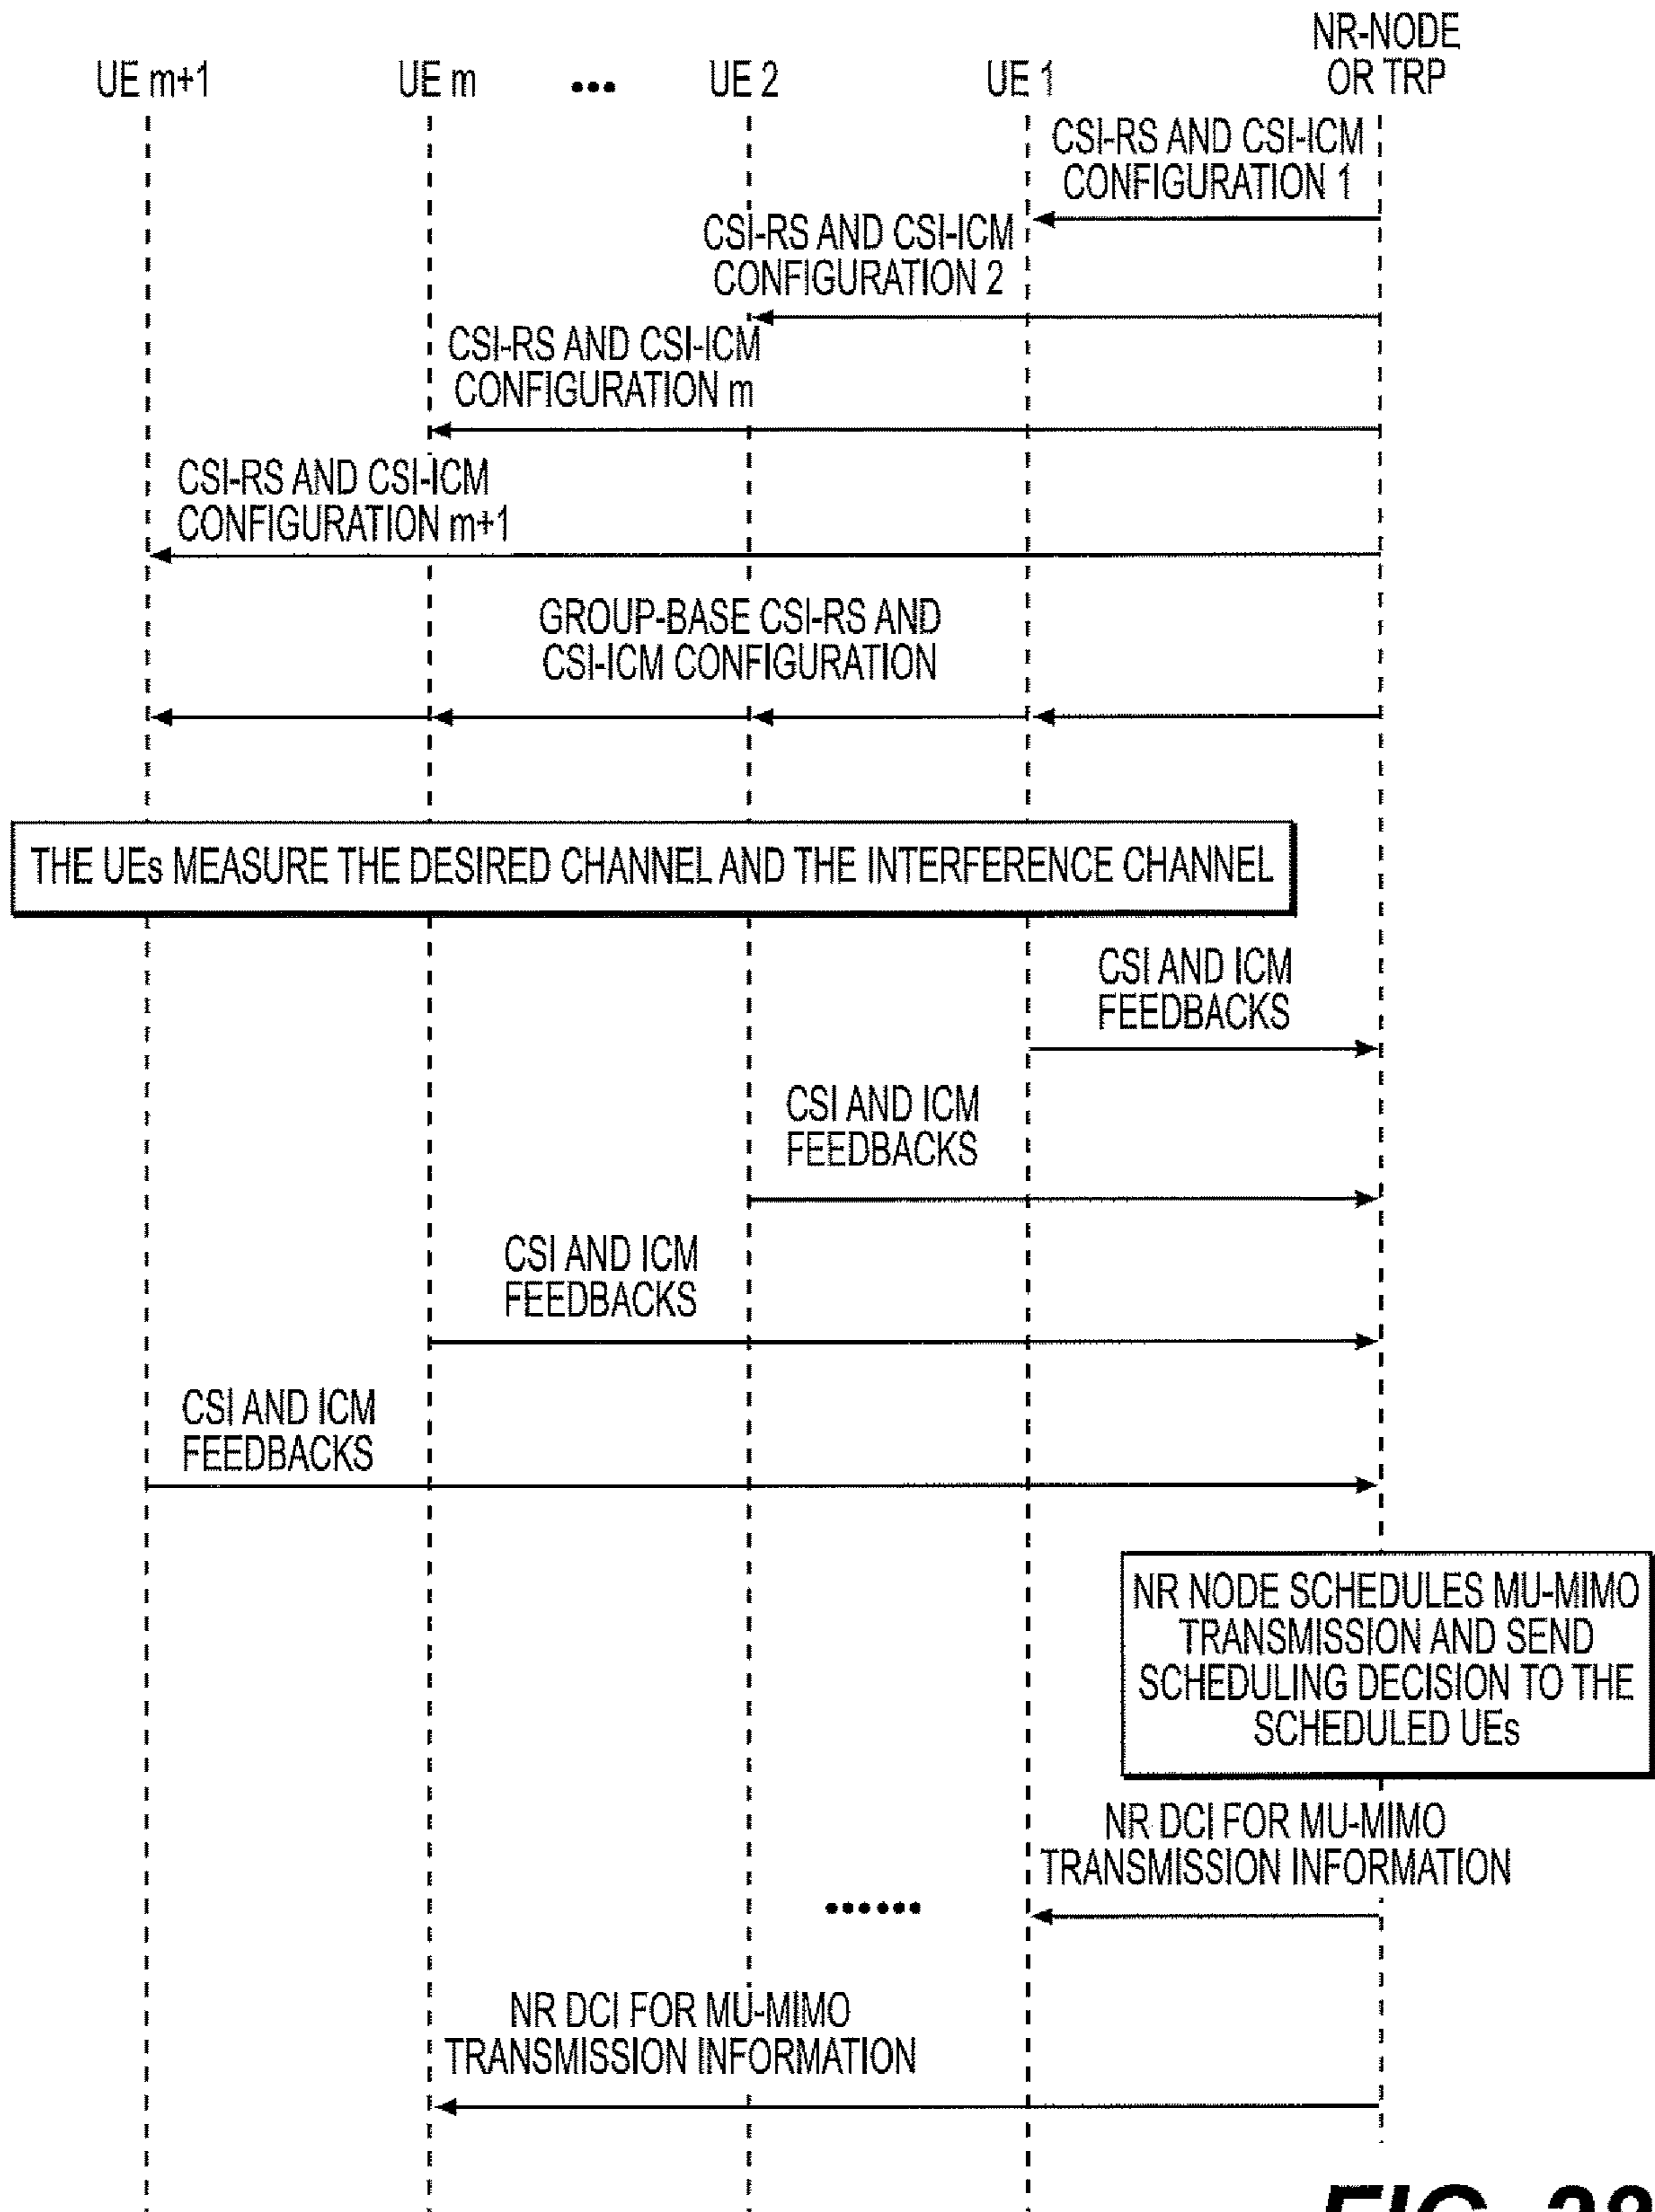 NR-NODE
OR TRP
UE m+1
UE m
•••
UE 2
UE 1
CSI-RS AND CSI-ICM
CONFIGURATION 1
CSI-RS AND CSI-ICM
CONFIGURATION 2
CSI-RS AND CSI-ICM
CONFIGURATION m
CSI-RS AND CSI-ICM
CONFIGURATION m+1
GROUP-BASE CSI-RS AND
CSI-ICM CONFIGURATION
THE UEs MEASURE THE DESIRED CHANNEL AND THE INTERFERENCE CHANNEL
CSI AND ICM
FEEDBACKS
CSI AND ICM
FEEDBACKS
CSI AND ICM
FEEDBACKS
CSI AND ICM
FEEDBACKS
NR NODE SCHEDULES MU-MIMO
TRANSMISSION AND SEND
SCHEDULING DECISION TO THE
SCHEDULED UEs
NR DCI FOR MU-MIMO
TRANSMISSION INFORMATION
••••••
NR DCI FOR MU-MIMO
TRANSMISSION INFORMATION
FIG.